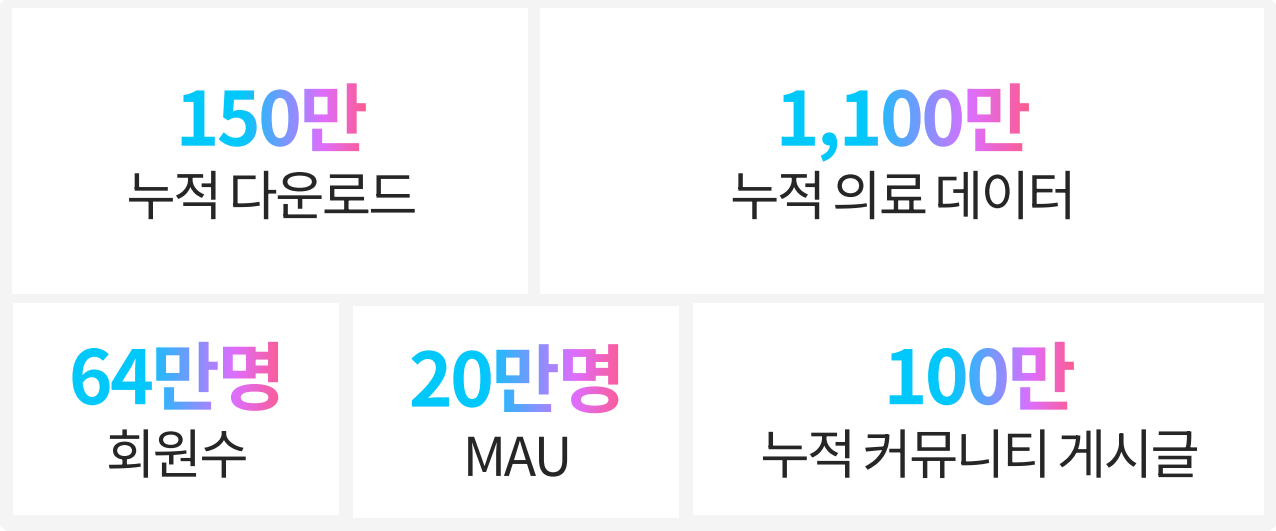 150만
누적 다운로드
1,100만
누적 의료 데이터
64만명
회원수
20만명
MAU
100만
누적 커뮤니티 게시글